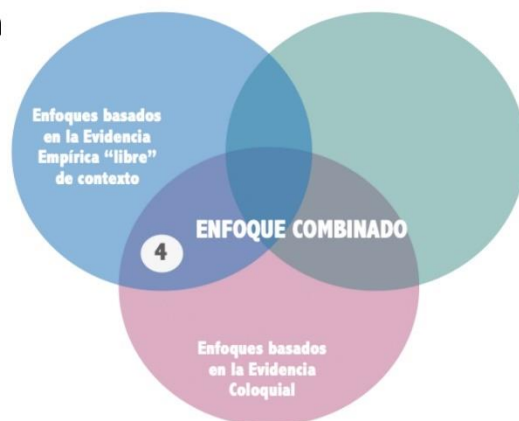 Enfoques basados
en la Evidencia
Empírica “libre”
de contexto
4
ENFOQUE COMBINADO
Enfoques basados
en la Evidencia
Coloquial